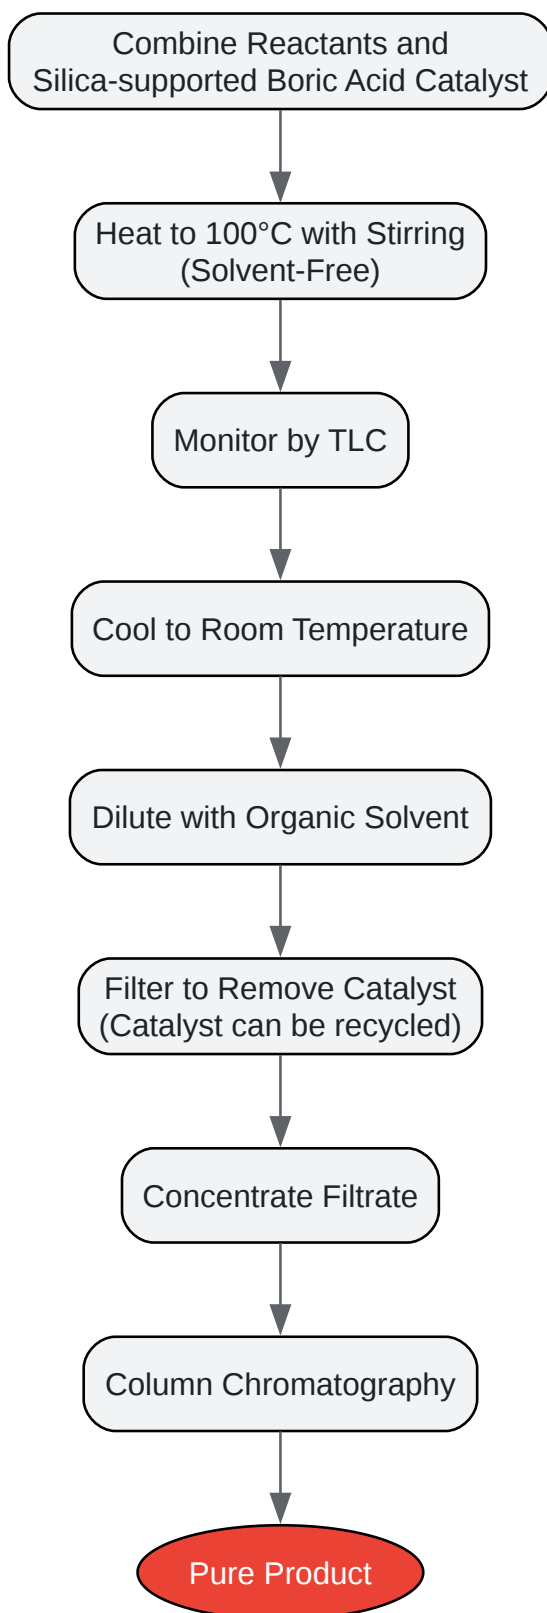 Combine Reactants and
Silica-supported Boric Acid Catalyst
Heat to 100°C with Stirring
(Solvent-Free)
Monitor by TLC
Cool to Room Temperature
Dilute with Organic Solvent
Filter to Remove Catalyst
(Catalyst can be recycled)
Concentrate Filtrate
Column Chromatography
Pure Product